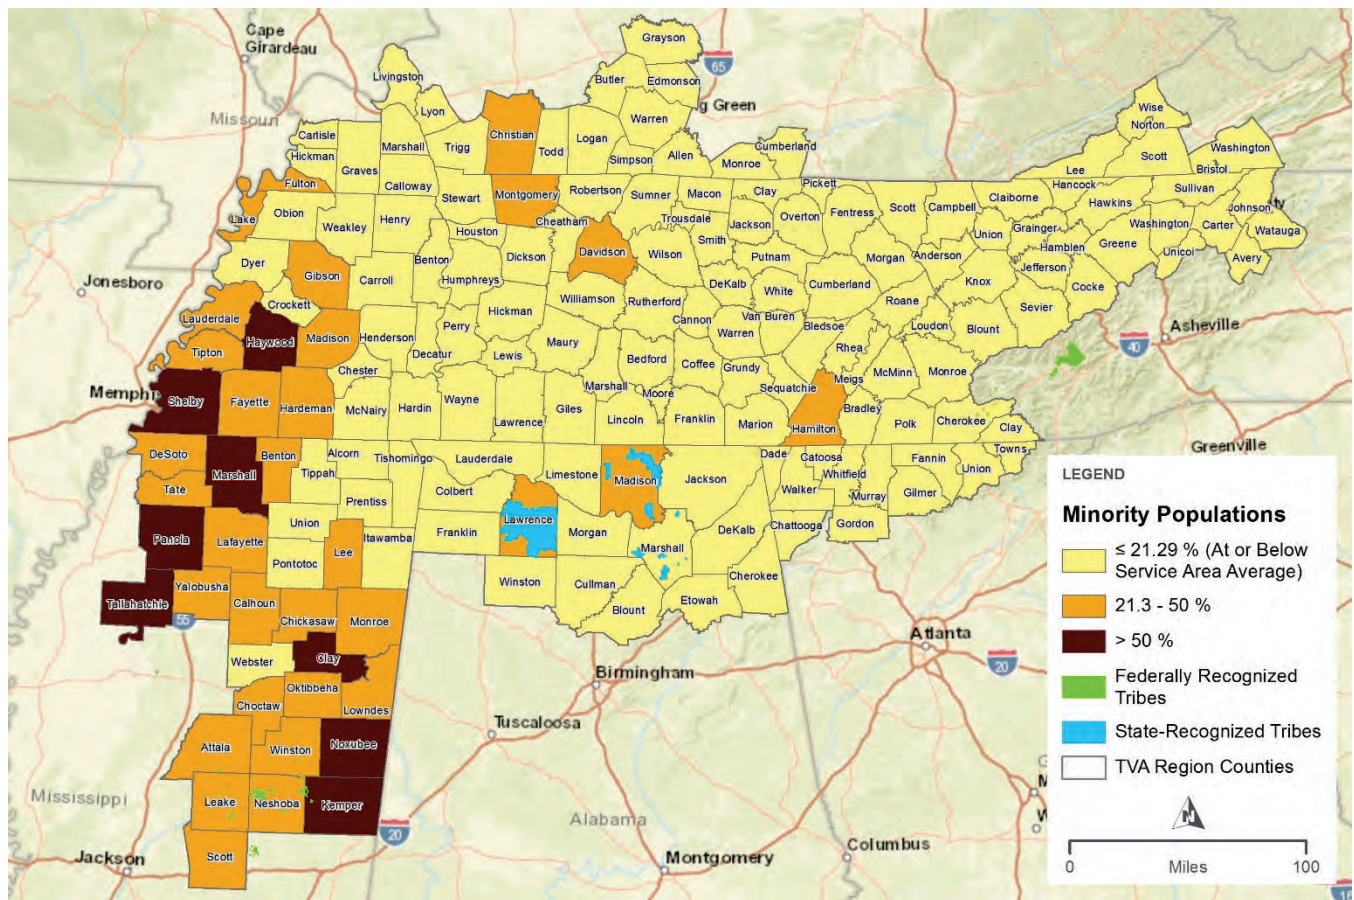 Cape
Girardeau
Grayson
65
Livingston
Butler
Edmonson
g Green
Missouri
Lyon
Warren
Wise
Norton
Carlisle
Christian
Marshall
Trigg
Todd
Logan
Simpson
Allen
Monroe
Cumberland
Washington
Scott
Lee
Bristol
Hickman
Graves
Fulton
Calloway
Stewart
Montgomery
Robertson
Sumner
Macon
Clay
Pickett
Overton
Fentress
Scott
Campbell
Claiborne
Hancock
Hawkins
Sullivan
Johnson
ty
Lake
Obion
Weakley
Henry
Houston
Cheatham
Trousdale
Jackson
Smith
Union
Grainger
Hamblen
Greene
Washington
Carter
Watauga
Unicoi
Avery
Dyer
Gibson
Carroll
Benton
Humphreys
Dickson
Davidson
Wilson
Putnam
Morgan
Anderson
Knox
Jefferson
Cocke
Jonesboro
Crockett
Lauderdale
Haywood
Madison
Henderson
Perry
Hickman
Williamson
Rutherford
DeKalb
White
Cumberland
Cannon
Warren
Van Buren
Bledsoe
Roane
Loudon
Blount
Sevier
Asheville
40
Tipton
Decatur
Lewis
Maury
Bedford
Coffee
Grundy
Rhea
Chester
McMinn
Monroe
Meigs
Sequatchie
Marshall
Moore
Memphi
Shelby
Fayette
Hardeman
McNairy
Hardin
Wayne
Lawrence
Giles
Lincoln
Franklin
Marion
Hamilton
Bradley
Polk
Cherokee
Clay
Greenville
DeSoto
Marshall
Benton
Alcorn
Tippah
Tishomingo
Lauderdale
Limestone
Madison
Jackson
Dade
Catoosa
Whitfield
Walker
Murray
Fannin
Gilmer
Union
Towns
Tate
Prentiss
Colbert
Lawrence
Franklin
Morgan
Marshall
DeKalb
Chattooga
Gordon
Panola
Lafayette
Union
Lee
Itawamba
Pontotoc
Tallahatchie
Yalobusha
Calhoun
Chickasaw
Monroe
Winston
Cullman
Blount
Etowah
Cherokee
55
Webster
Clay
Oktibbeha
Choctaw
Lowndes
Atlanta
20
Birmingham
Tuscaloosa
Attala
Winston
Noxubee
Leake
Neshoba
Kemper
Mississippi
Scott
Jackson
20
Alabama
Montgomery
Columbus
LEGEND
Minority Populations
≤ 21.29 % (At or Below
Service Area Average)
21.3 - 50 %
> 50 %
Federally Recognized
Tribes
State-Recognized Tribes
TVA Region Counties
N
0
100
Miles